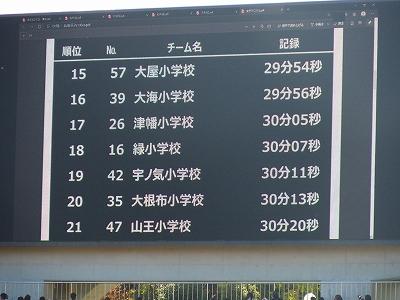 順位 No. チーム名 記録
15 57 大屋小学校 29分54秒
16 39 大海小学校 29分56秒
17 26 津幡小学校 30分05秒
18 16 緑小学校 30分07秒
19 42 宇ノ気小学校 30分11秒
20 35 大根布小学校 30分13秒
21 47 山王小学校 30分20秒